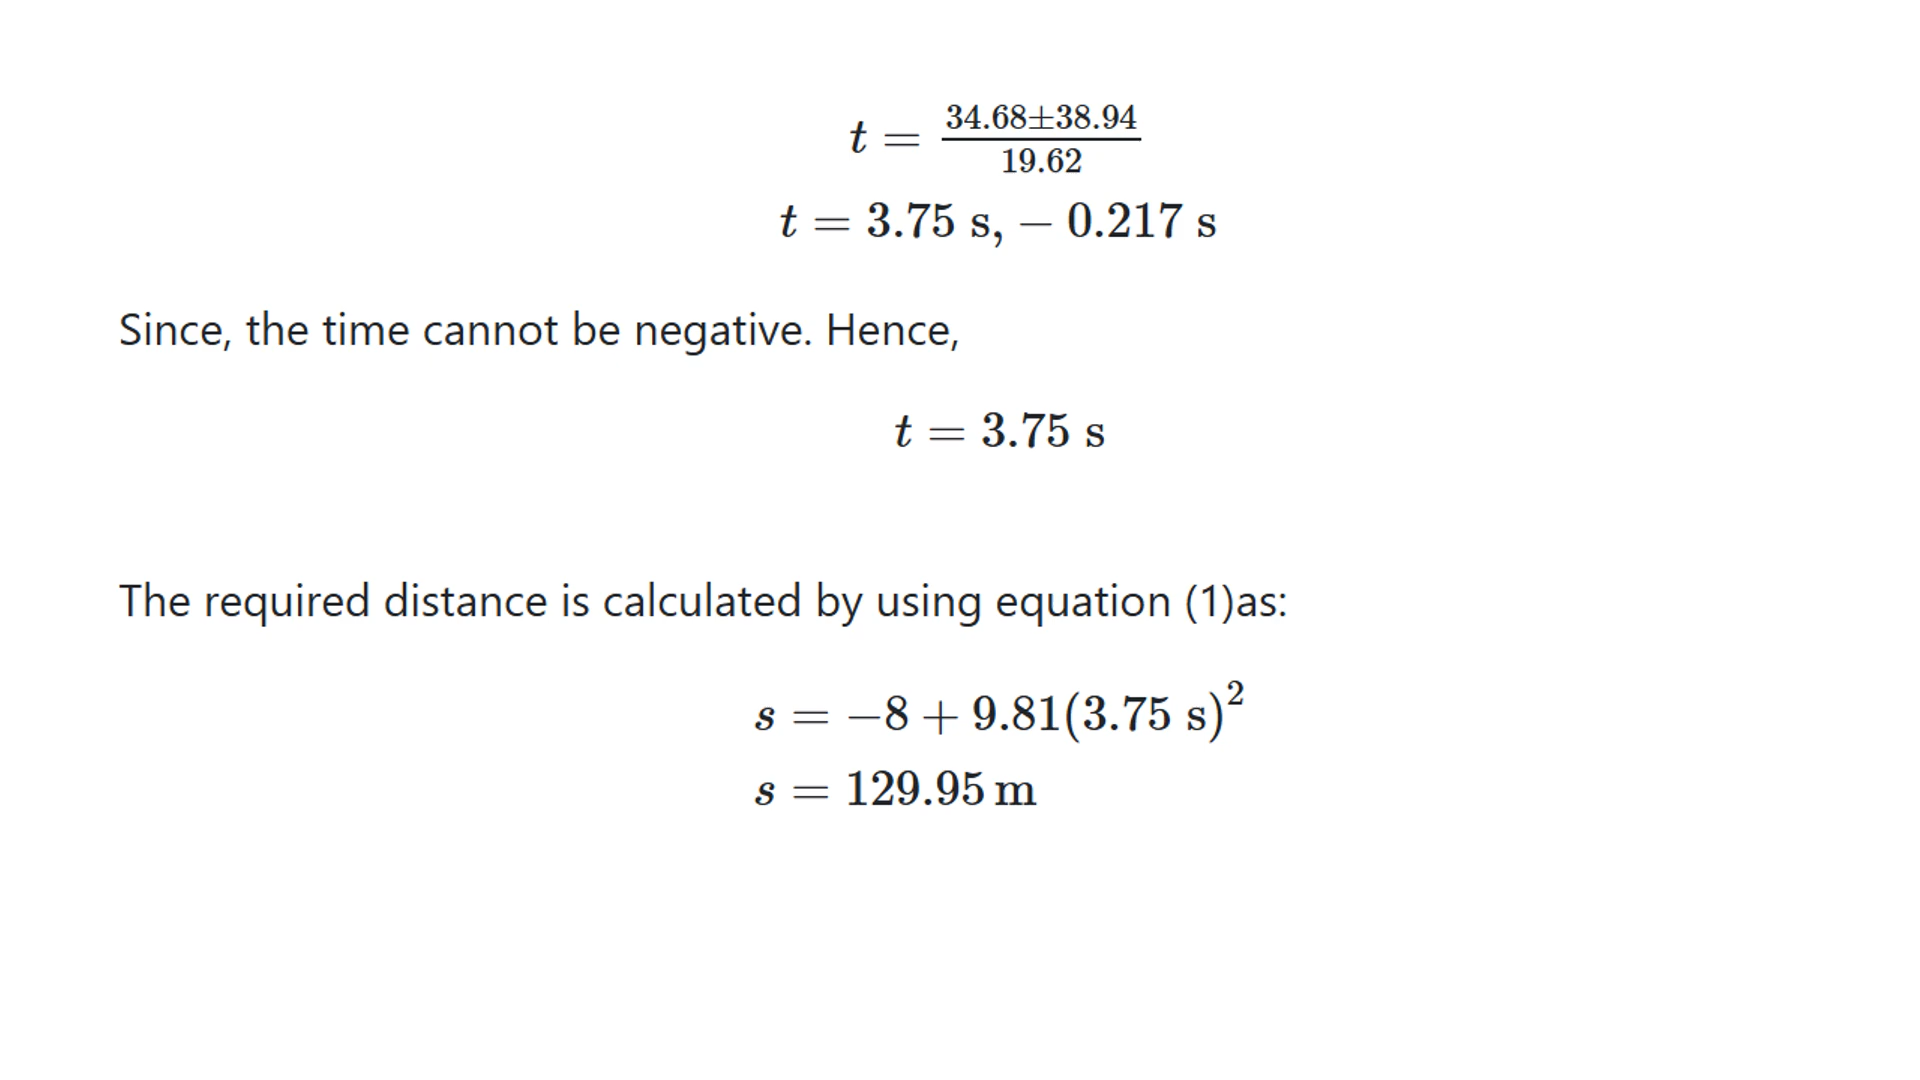 t = 34.68±38.94 / 19.62
t = 3.75 s, − 0.217 s
Since, the time cannot be negative. Hence,
t = 3.75 s
The required distance is calculated by using equation (1)as:
s = −8 + 9.81(3.75 s)²
s = 129.95 m